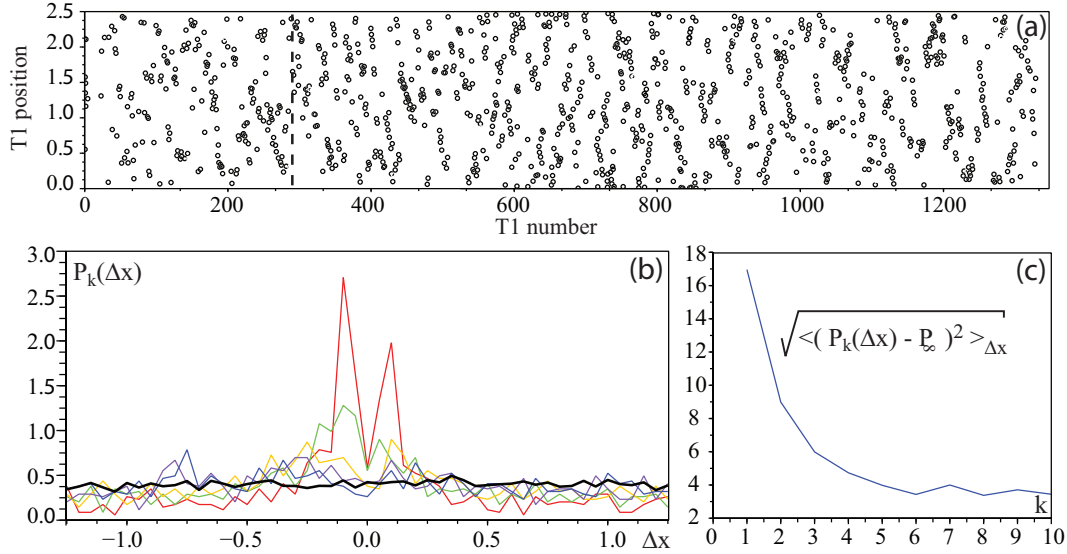 2.5
2.0
1.5
1.0
0.5
0.0
T1 position
(a)
0 200 400 600 800 1000 1200
T1 number
3.0
2.5
2.0
1.5
1.0
0.5
0.0
P_k(Δx)
(b)
−1.0 −0.5 0.0 0.5 1.0 Δx
18
16
14
12
10
8
6
4
2
(c)
√<( P_k(Δx) - P_∞ )^2 >_Δx
k
0 1 2 3 4 5 6 7 8 9 10